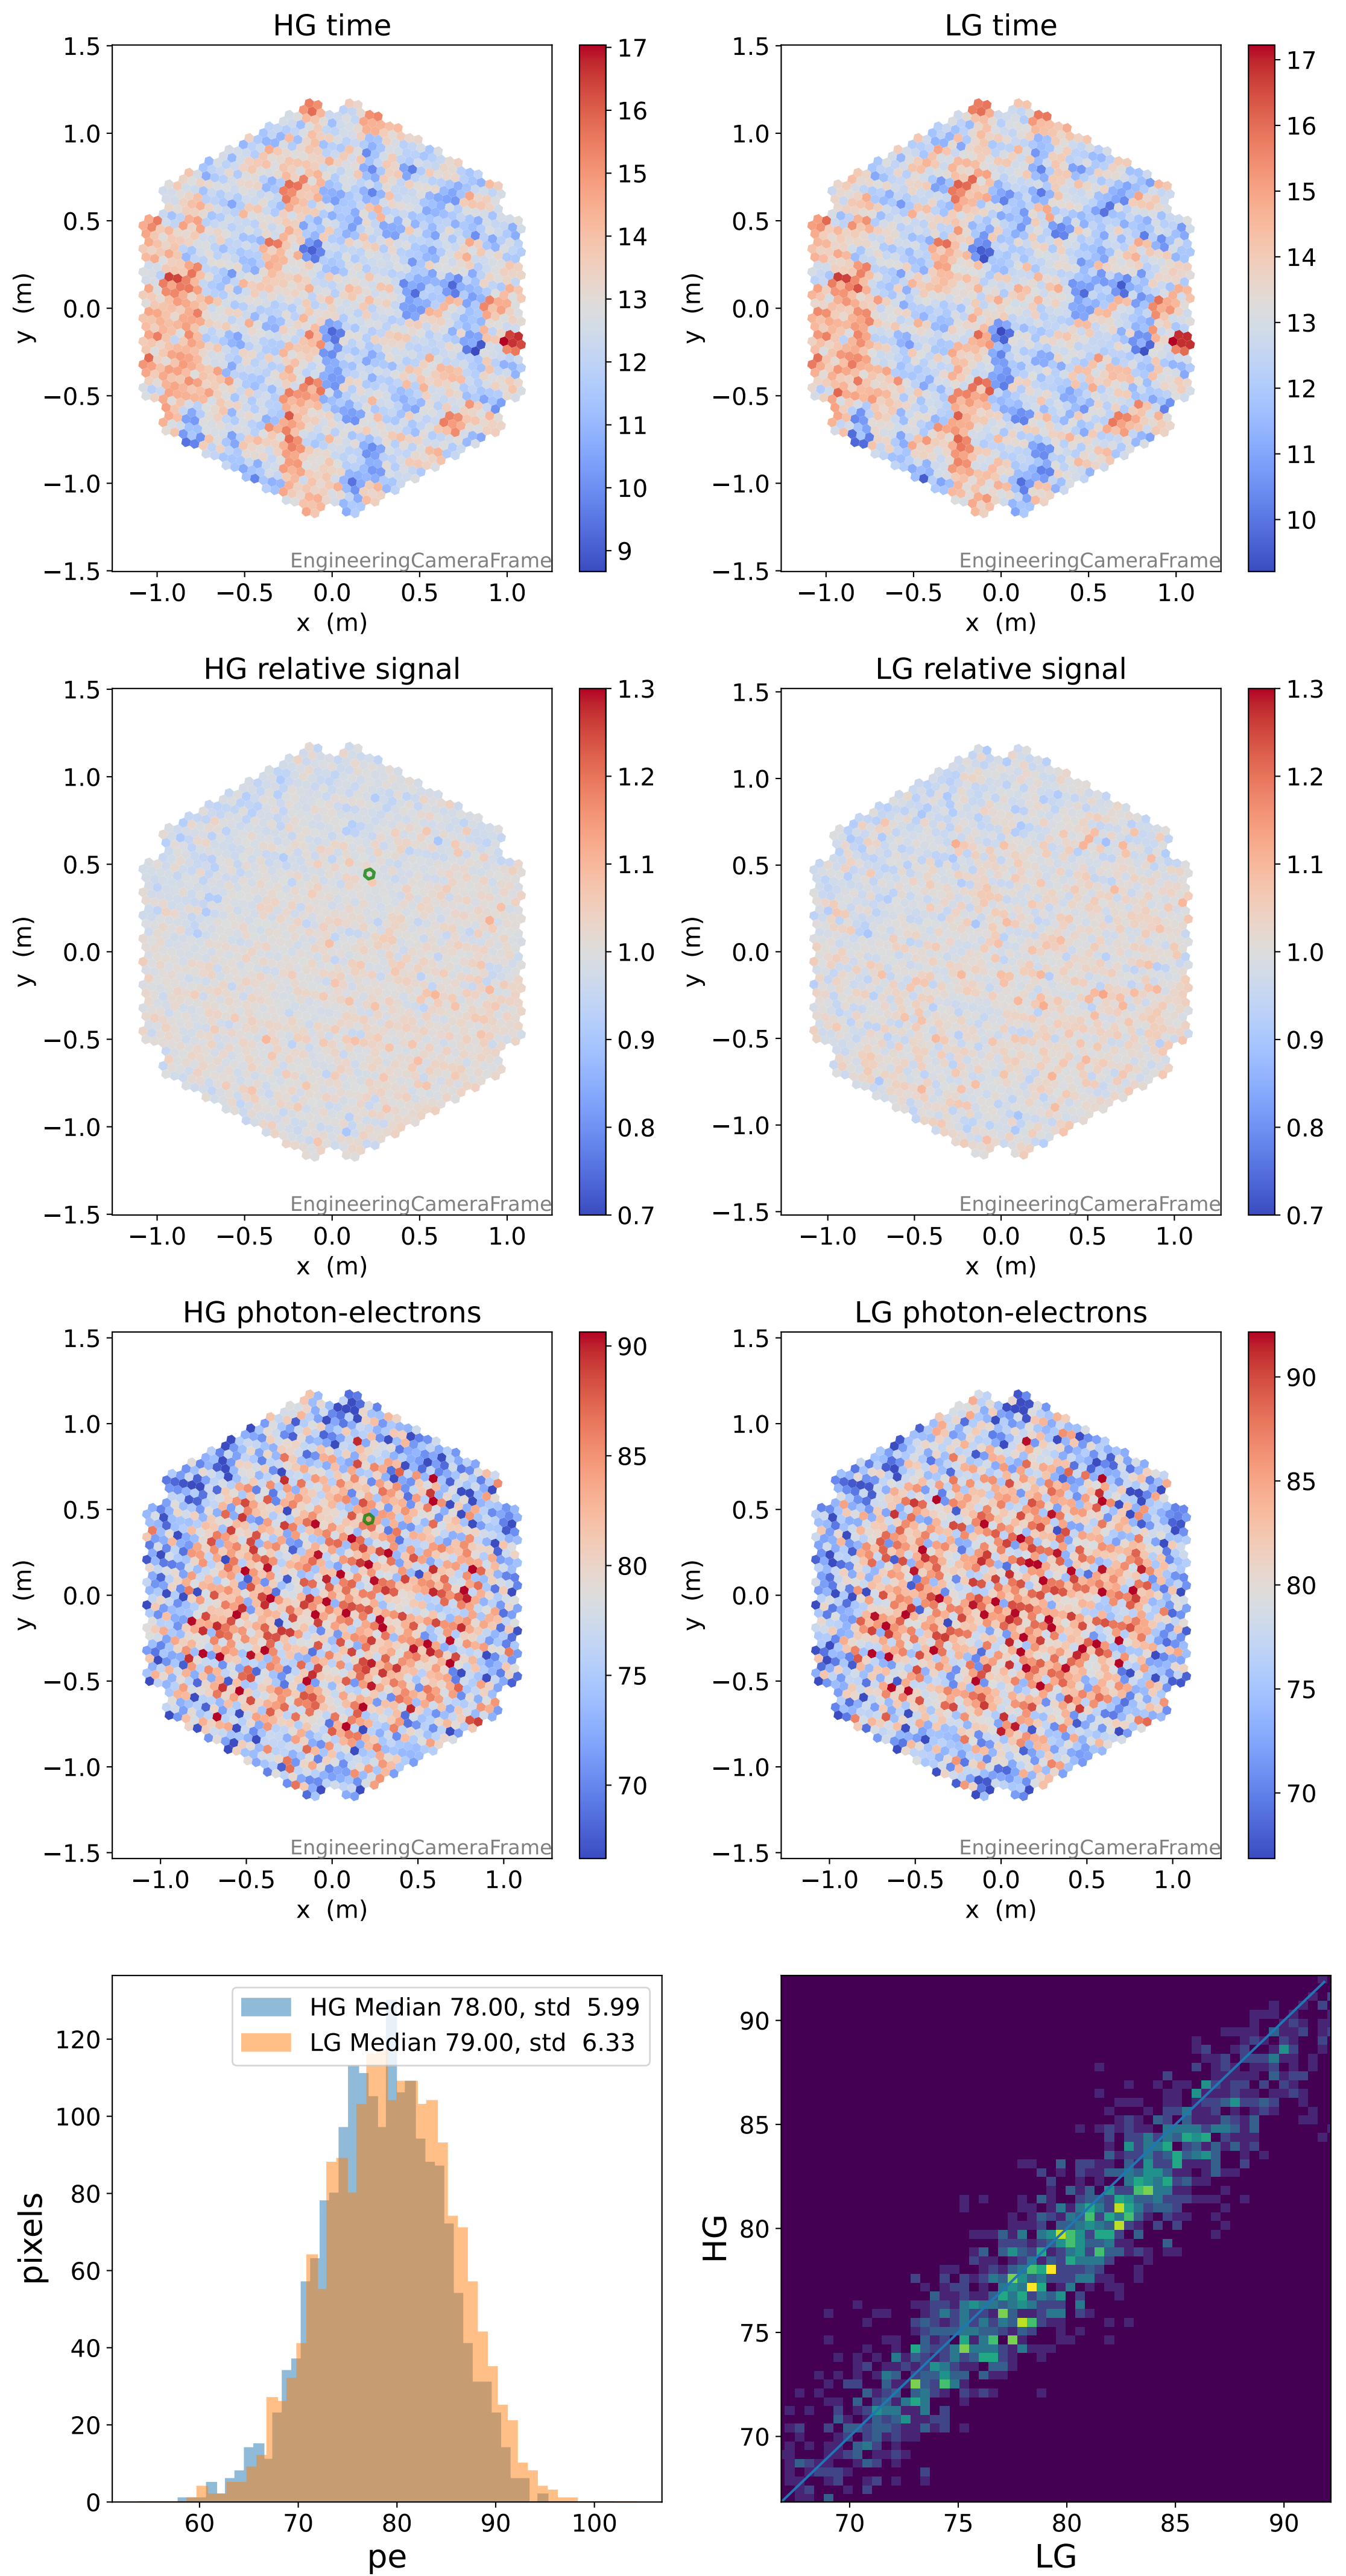 HG time
1.5
1.0
0.5
0.0
−0.5
−1.0
−1.5
y (m)
EngineeringCameraFrame
−1.0 −0.5 0.0 0.5 1.0
x (m)
17
16
15
14
13
12
11
10
9
LG time
1.5
1.0
0.5
0.0
−0.5
−1.0
−1.5
y (m)
EngineeringCameraFrame
−1.0 −0.5 0.0 0.5 1.0
x (m)
17
16
15
14
13
12
11
10
HG relative signal
1.5
1.0
0.5
0.0
−0.5
−1.0
−1.5
y (m)
EngineeringCameraFrame
−1.0 −0.5 0.0 0.5 1.0
x (m)
1.3
1.2
1.1
1.0
0.9
0.8
0.7
LG relative signal
1.5
1.0
0.5
0.0
−0.5
−1.0
−1.5
y (m)
EngineeringCameraFrame
−1.0 −0.5 0.0 0.5 1.0
x (m)
1.3
1.2
1.1
1.0
0.9
0.8
0.7
HG photon-electrons
1.5
1.0
0.5
0.0
−0.5
−1.0
−1.5
y (m)
EngineeringCameraFrame
−1.0 −0.5 0.0 0.5 1.0
x (m)
90
85
80
75
70
LG photon-electrons
1.5
1.0
0.5
0.0
−0.5
−1.0
−1.5
y (m)
EngineeringCameraFrame
−1.0 −0.5 0.0 0.5 1.0
x (m)
90
85
80
75
70
HG Median 78.00, std 5.99
LG Median 79.00, std 6.33
120
100
80
60
40
20
0
pixels
60 70 80 90 100
pe
90
85
80
75
70
HG
70 75 80 85 90
LG